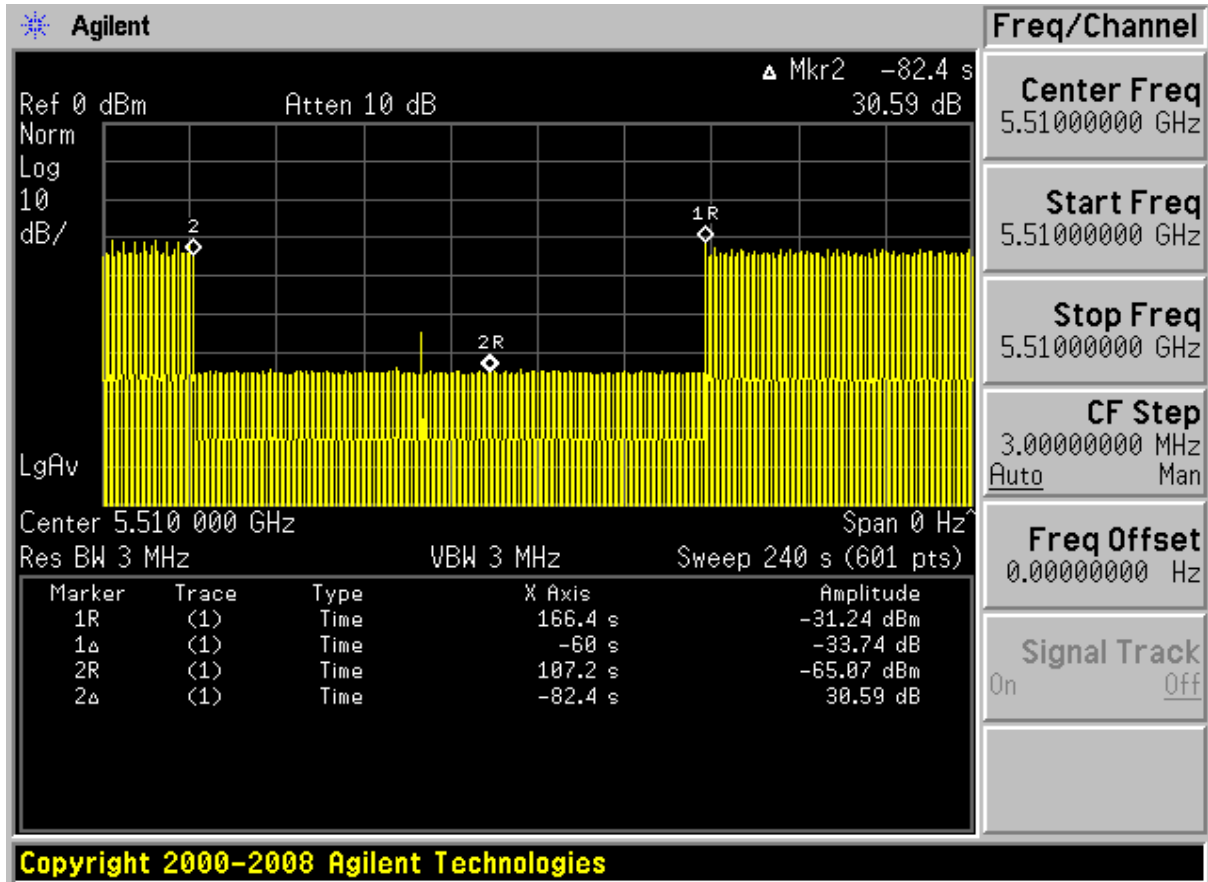 Agilent
Freq/Channel
Δ Mkr2 -82.4 s
Ref 0 dBm Atten 10 dB 30.59 dB
Norm
Log
10
dB/
2
1R
2R
LgAv
Center 5.510 000 GHz Span 0 Hz^
Res BW 3 MHz VBW 3 MHz Sweep 240 s (601 pts)
Marker Trace Type X Axis Amplitude
1R (1) Time 166.4 s -31.24 dBm
1Δ (1) Time -60 s -33.74 dB
2R (1) Time 107.2 s -65.07 dBm
2Δ (1) Time -82.4 s 30.59 dB
Center Freq
5.51000000 GHz
Start Freq
5.51000000 GHz
Stop Freq
5.51000000 GHz
CF Step
3.00000000 MHz
Auto Man
Freq Offset
0.00000000 Hz
Signal Track
On Off
Copyright 2000-2008 Agilent Technologies